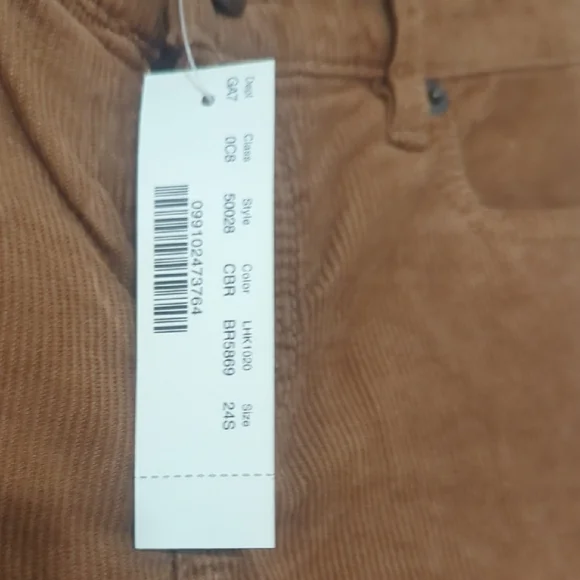 Dept Class Style Color LHK1020 Size
GA7 0C8 50028 CBR BR5869 24S
099102473764